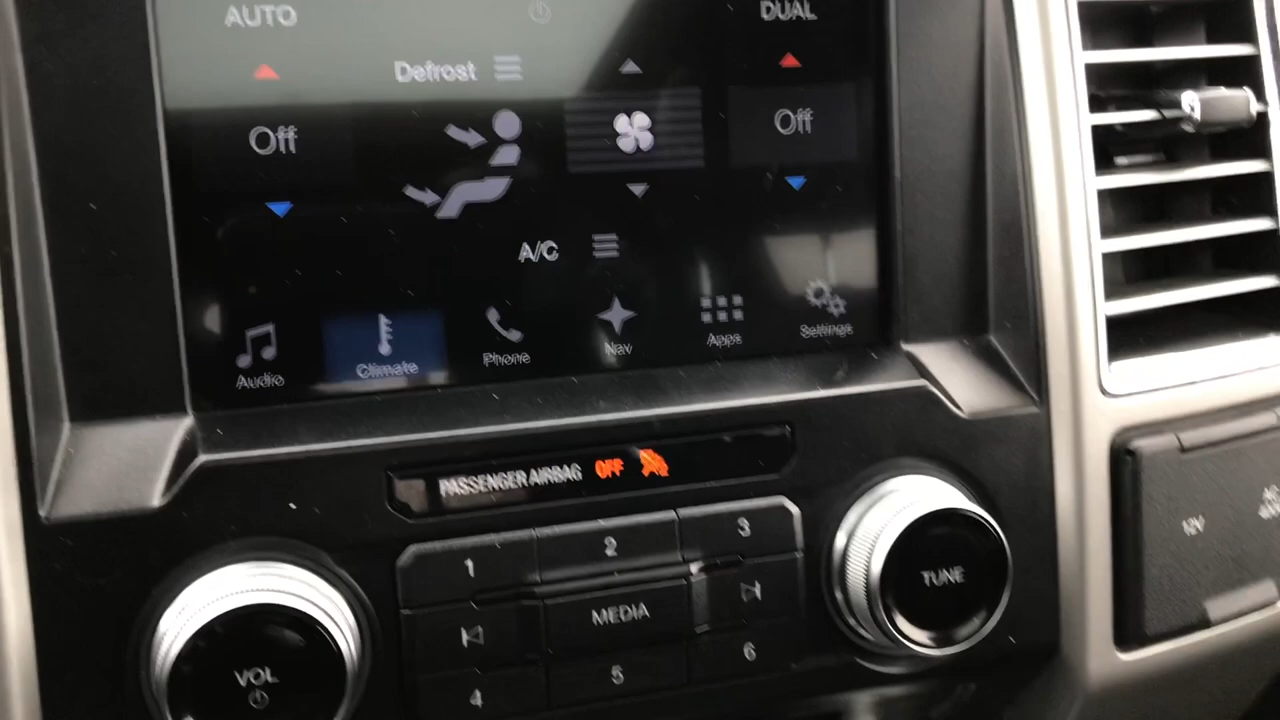 AUTO
DUAL
Defrost
Off
Off
A/C
Audio
Climate
Phone
Nav
Apps
Settings
PASSENGER AIRBAG OFF
1
2
3
MEDIA
4
5
6
VOL
TUNE
12V